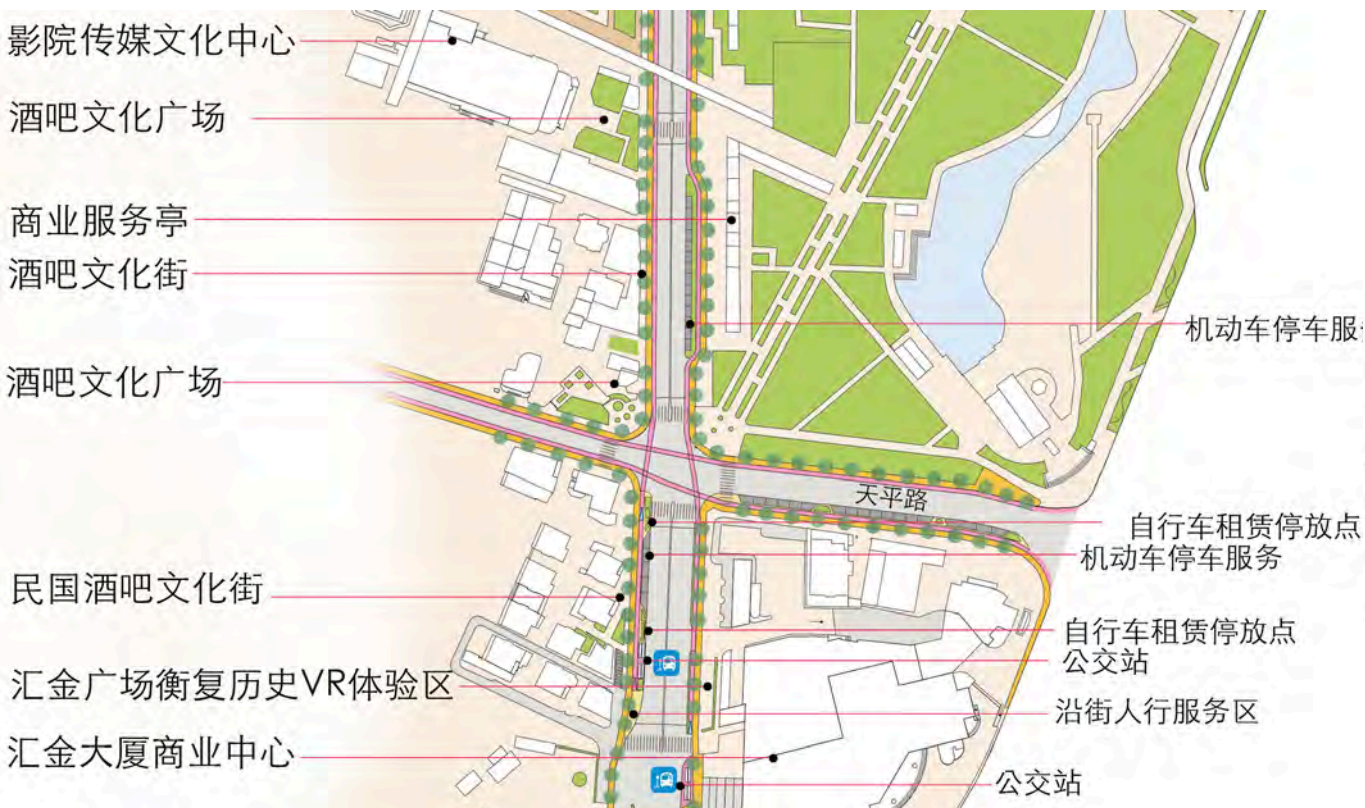 影院传媒文化中心
酒吧文化广场
商业服务亭
酒吧文化街
机动车停车服
酒吧文化广场
天平路
自行车租赁停放点
机动车停车服务
民国酒吧文化街
自行车租赁停放点
公交站
汇金广场衡复历史VR体验区
沿街人行服务区
汇金大厦商业中心
公交站